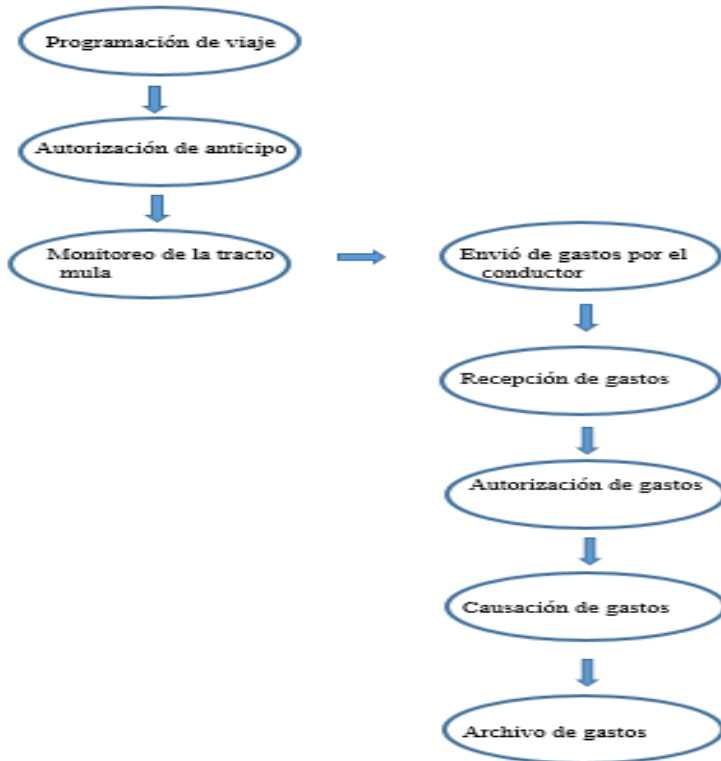 Programación de viaje
Autorización de anticipo
Monitoreo de la tracto
mula
Envió de gastos por el
conductor
Recepción de gastos
Autorización de gastos
Causación de gastos
Archivo de gastos